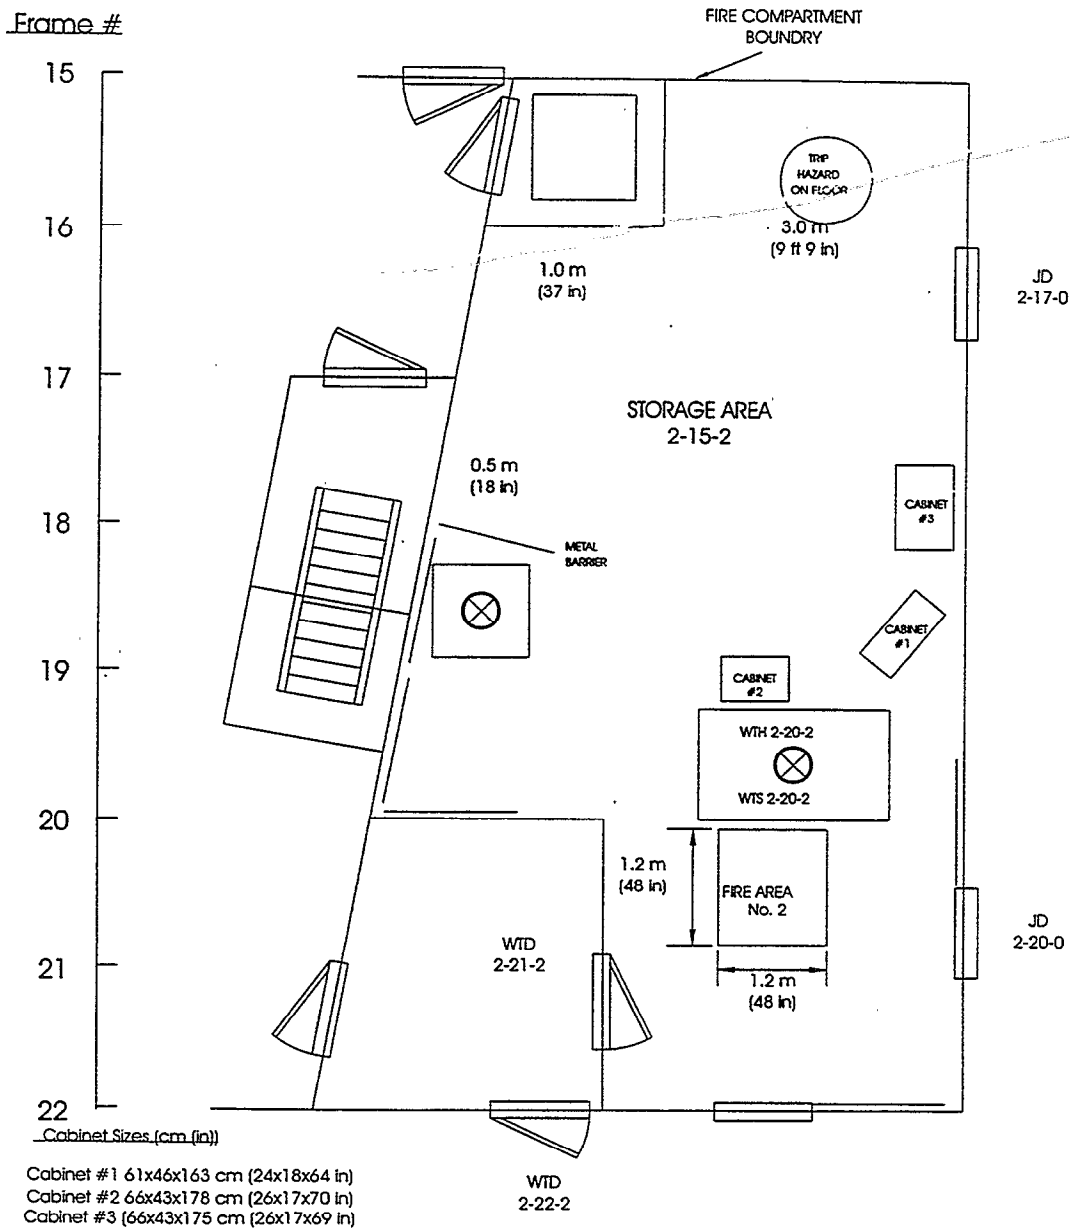 Frame #
FIRE COMPARTMENT
BOUNDRY
15
TRIP
HAZARD
ON FLOOR
16
3.0 m
(9 ft 9 in)
1.0 m
(37 in)
JD
2-17-0
17
STORAGE AREA
2-15-2
0.5 m
(18 in)
CABINET
#3
18
METAL
BARRIER
CABINET
#1
19
CABINET
#2
WTH 2-20-2
WTS 2-20-2
20
1.2 m
(48 in)
FIRE AREA
No. 2
JD
2-20-0
WTD
2-21-2
21
1.2 m
(48 in)
22
Cabinet Sizes (cm (in))
Cabinet #1 61x46x163 cm (24x18x64 in)
Cabinet #2 66x43x178 cm (26x17x70 in)
Cabinet #3 (66x43x175 cm (26x17x69 in)
WTD
2-22-2